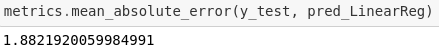 metrics.mean_absolute_error(y_test, pred_LinearReg)
1.8821920059984991